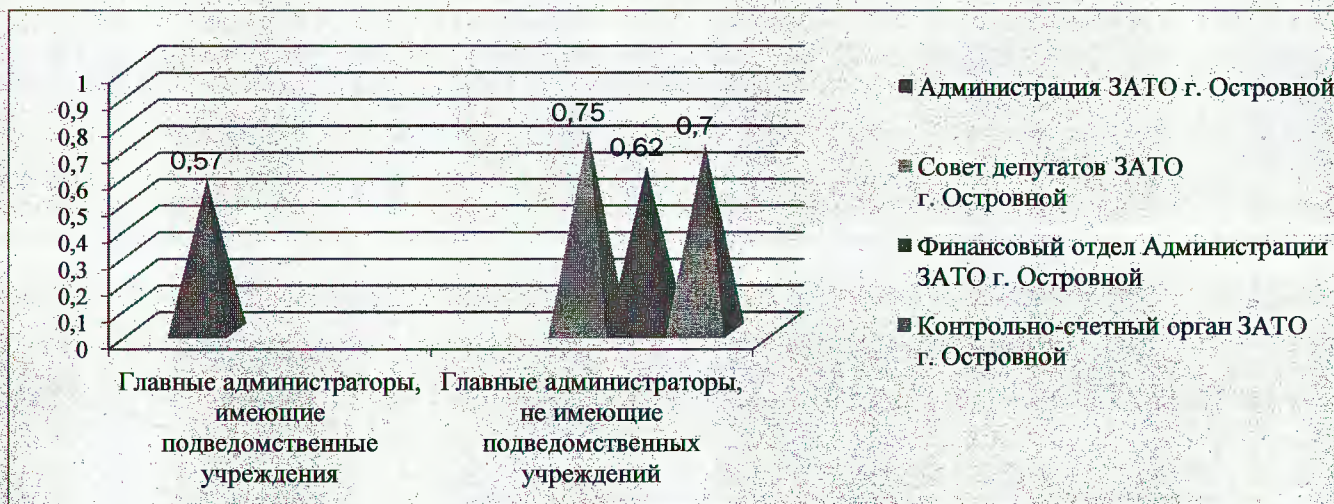 1
0,9
0,8
0,7
0,6
0,5
0,4
0,3
0,2
0,1
0
0,57
0,75
0,62
0,7
Главные администраторы,
имеющие
подведомственные
учреждения
Главные администраторы,
не имеющие
подведомственных
учреждений
Администрация ЗАТО г. Островной
Совет депутатов ЗАТО
г. Островной
Финансовый отдел Администрации
ЗАТО г. Островной
Контрольно-счетный орган ЗАТО
г. Островной